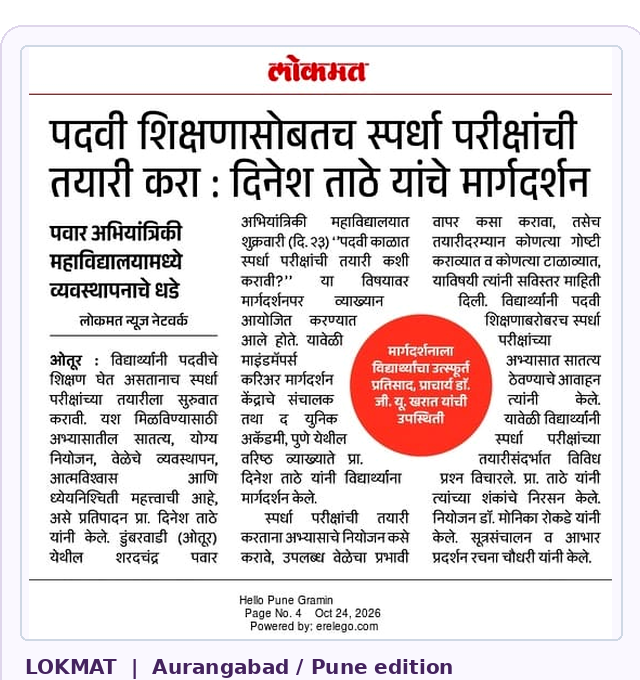 लोकमत
पदवी शिक्षणासोबतच स्पर्धा परीक्षांची
तयारी करा : दिनेश ताठे यांचे मार्गदर्शन
पवार अभियांत्रिकी
महाविद्यालयामध्ये
व्यवस्थापनाचे धडे
लोकमत न्यूज नेटवर्क
ओतूर : विद्यार्थ्यांनी पदवीचे
शिक्षण घेत असतानाच स्पर्धा
परीक्षांच्या तयारीला सुरुवात
करावी. यश मिळविण्यासाठी
अभ्यासातील सातत्य, योग्य
नियोजन, वेळेचे व्यवस्थापन,
आत्मविश्वास आणि
ध्येयनिश्चिती महत्त्वाची आहे,
असे प्रतिपादन प्रा. दिनेश ताठे
यांनी केले. डुंबरवाडी (ओतूर)
येथील शरदचंद्र पवार
अभियांत्रिकी महाविद्यालयात
शुक्रवारी (दि. २३) ''पदवी काळात
स्पर्धा परीक्षांची तयारी कशी
करावी?'' या विषयावर
मार्गदर्शनपर व्याख्यान
आयोजित करण्यात
आले होते. यावेळी
माइंडमॅपर्स
करिअर मार्गदर्शन
केंद्राचे संचालक
तथा द युनिक
अकॅडमी, पुणे येथील
वरिष्ठ व्याख्याते प्रा.
दिनेश ताठे यांनी विद्यार्थ्यांना
मार्गदर्शन केले.
स्पर्धा परीक्षांची तयारी
करताना अभ्यासाचे नियोजन कसे
करावे, उपलब्ध वेळेचा प्रभावी
वापर कसा करावा, तसेच
तयारीदरम्यान कोणत्या गोष्टी
कराव्यात व कोणत्या टाळाव्यात,
याविषयी त्यांनी सविस्तर माहिती
दिली. विद्यार्थ्यांनी पदवी
शिक्षणाबरोबरच स्पर्धा
परीक्षांच्या
अभ्यासात सातत्य
ठेवण्याचे आवाहन
त्यांनी केले.
यावेळी विद्यार्थ्यांनी
स्पर्धा परीक्षांच्या
तयारीसंदर्भात विविध
प्रश्न विचारले. प्रा. ताठे यांनी
त्यांच्या शंकांचे निरसन केले.
नियोजन डॉ. मोनिका रोकडे यांनी
केले. सूत्रसंचालन व आभार
प्रदर्शन रचना चौधरी यांनी केले.
मार्गदर्शनाला
विद्यार्थ्यांचा उत्स्फूर्त
प्रतिसाद, प्राचार्य डॉ.
जी. यू. खरात यांची
उपस्थिती
Hello Pune Gramin
Page No. 4 Oct 24, 2026
Powered by: erelego.com
LOKMAT | Aurangabad / Pune edition